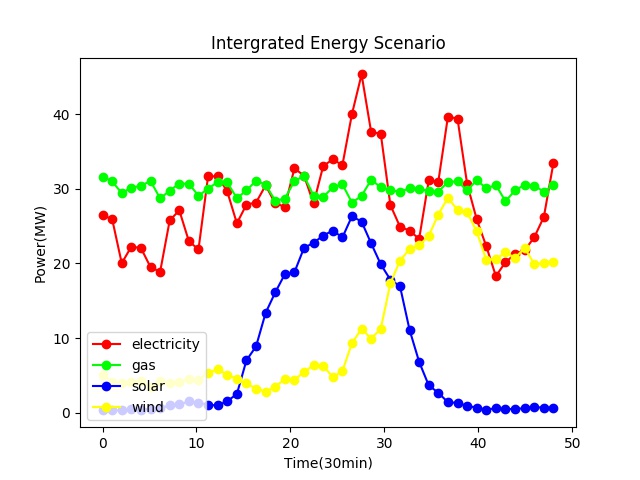 Intergrated Energy Scenario
Power(MW)
40
30
20
10
0
electricity
gas
solar
wind
0 10 20 30 40 50
Time(30min)